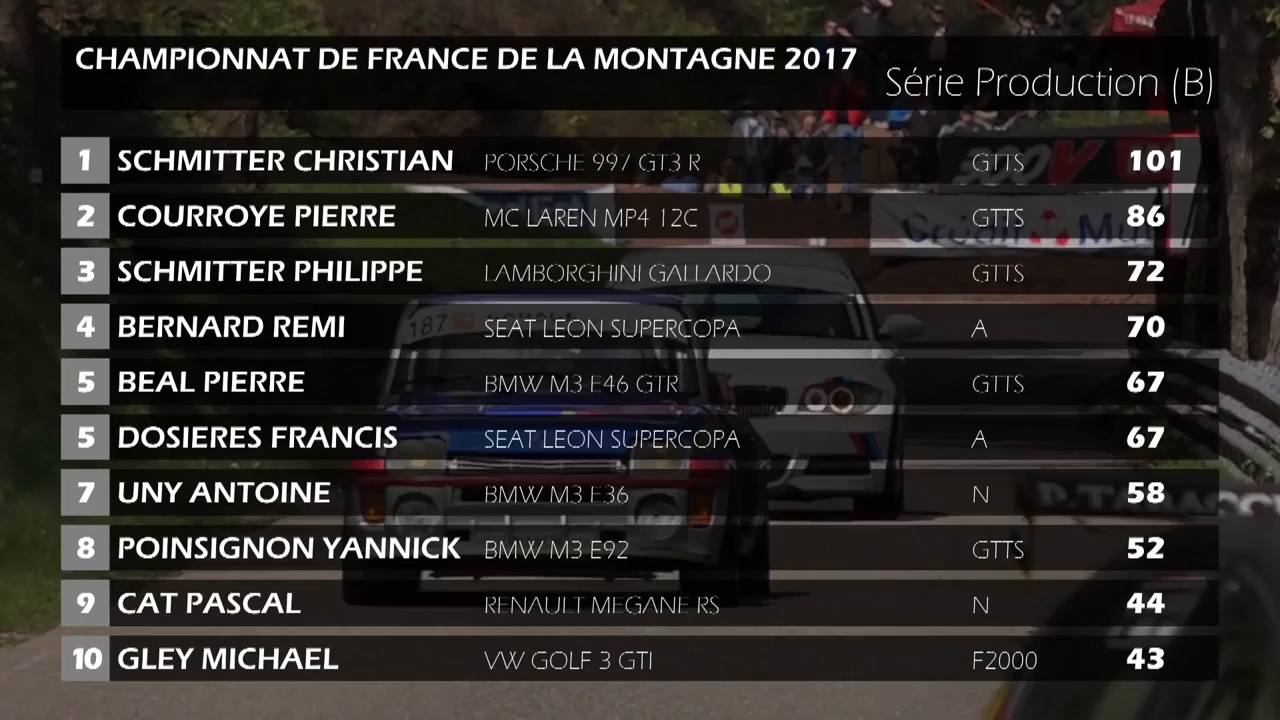 CHAMPIONNAT DE FRANCE DE LA MONTAGNE 2017
Série Production (B)
1 SCHMITTER CHRISTIAN PORSCHE 997 GT3 R GTTS 101
2 COURROYE PIERRE MC LAREN MP4 12C GTTS 86
3 SCHMITTER PHILIPPE LAMBORGHINI GALLARDO GTTS 72
4 BERNARD REMI SEAT LEON SUPERCOPA A 70
5 BEAL PIERRE BMW M3 E46 GTR GTTS 67
5 DOSIERES FRANCIS SEAT LEON SUPERCOPA A 67
7 UNY ANTOINE BMW M3 E36 N 58
8 POINSIGNON YANNICK BMW M3 E92 GTTS 52
9 CAT PASCAL RENAULT MEGANE RS N 44
10 GLEY MICHAEL VW GOLF 3 GTI F2000 43
187
300V